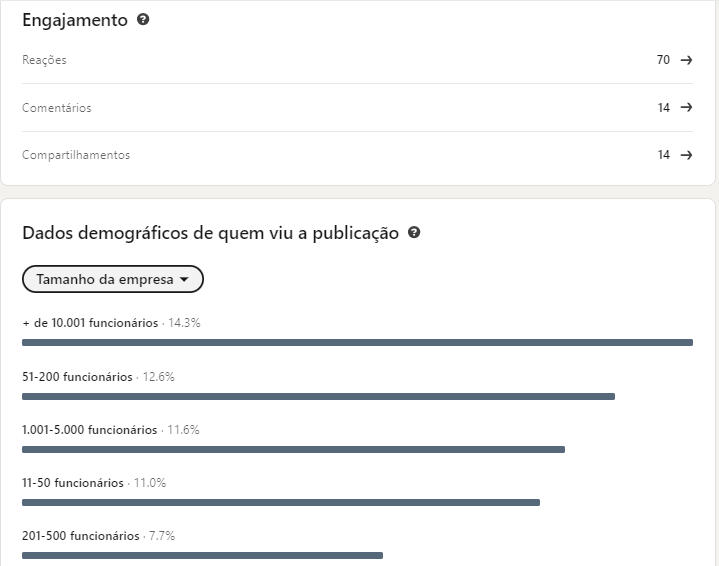 Engajamento
Reações 70
Comentários 14
Compartilhamentos 14
Dados demográficos de quem viu a publicação
Tamanho da empresa
+ de 10.001 funcionários · 14.3%
51-200 funcionários · 12.6%
1.001-5.000 funcionários · 11.6%
11-50 funcionários · 11.0%
201-500 funcionários · 7.7%